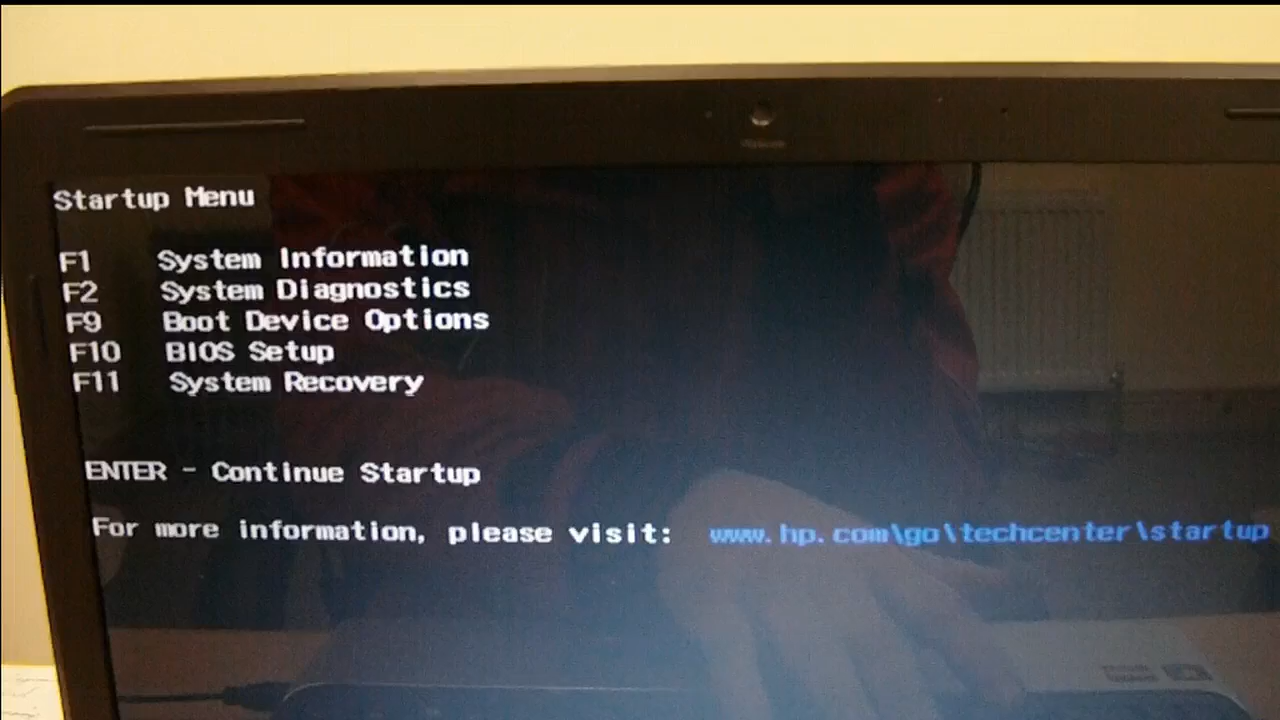 Startup Menu
F1 System Information
F2 System Diagnostics
F9 Boot Device Options
F10 BIOS Setup
F11 System Recovery
ENTER - Continue Startup
For more information, please visit: www.hp.com\go\techcenter\startup